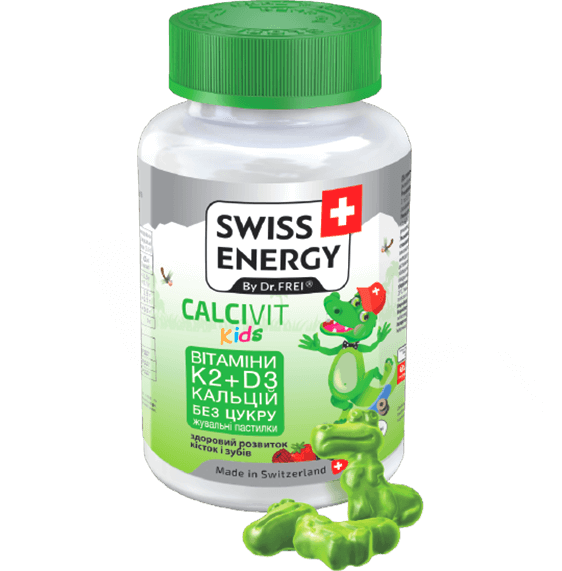 SWISS
ENERGY
By Dr.FREI®
CALCIVIT
Kids
ВІТАМІНИ
K2+D3
КАЛЬЦІЙ
БЕЗ ЦУКРУ
жувальні пастилки
здоровий розвиток
кісток і зубів
Made in Switzerland